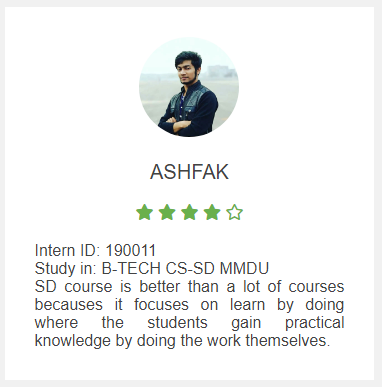 ASHFAK
Intern ID: 190011
Study in: B-TECH CS-SD MMDU
SD course is better than a lot of courses
becauses it focuses on learn by doing
where the students gain practical
knowledge by doing the work themselves.